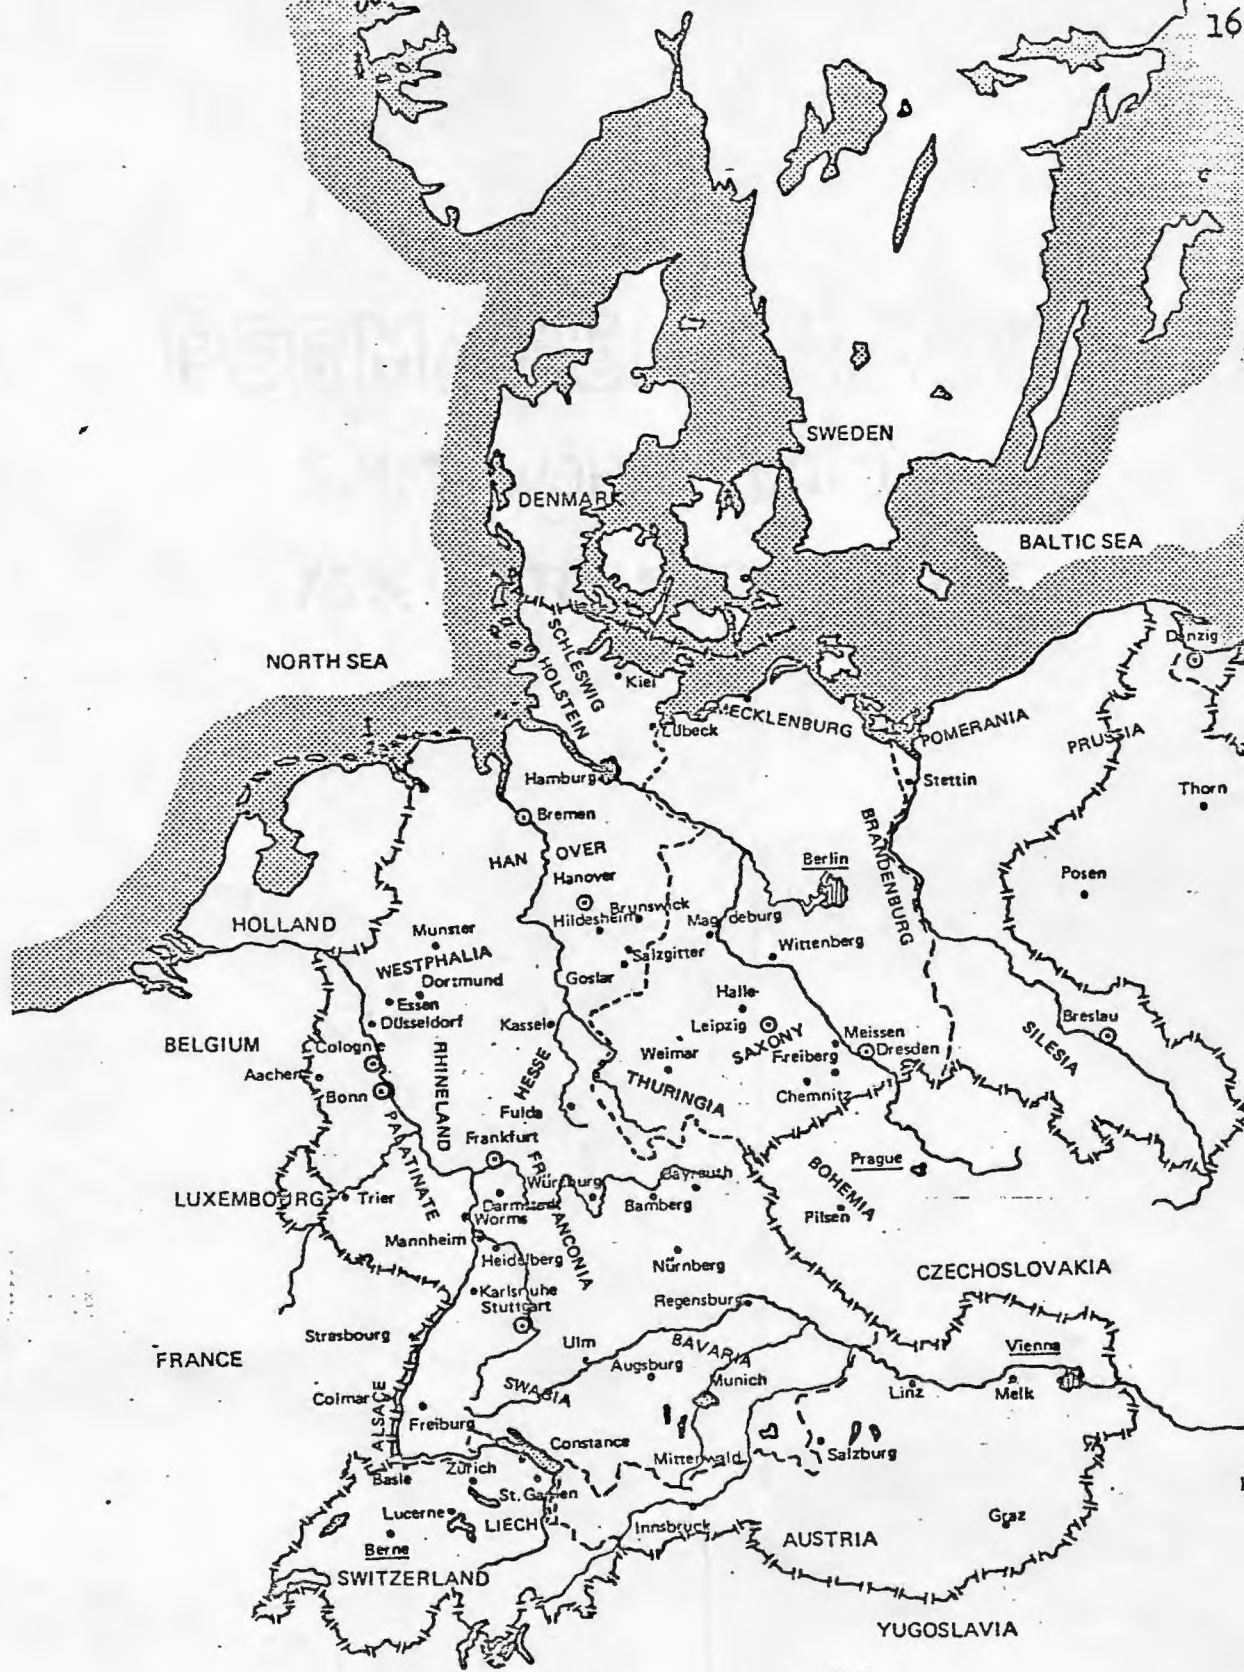 16
SWEDEN
DENMARK
BALTIC SEA
NORTH SEA
SCHLESWIG
HOLSTEIN
Danzig
Kiel
Lübeck
MECKLENBURG
POMERANIA
PRUSSIA
Hamburg
Stettin
Thorn
Bremen
HANOVER
BRANDENBURG
Hanover
Berlin
Posen
Brunswick
Hildesheim
Magdeburg
HOLLAND
Munster
Wittenberg
WESTPHALIA
Salzgitter
Dortmund
Goslar
Essen
Halle
Düsseldorf
Kassel
Leipzig
SAXONY
Meissen
Breslau
BELGIUM
Cologne
Weimar
Freiberg
Dresden
SILESIA
Aachen
RHINELAND
HESSE
THURINGIA
Bonn
Chemnitz
Fulda
Frankfurt
PALATINATE
FRANCONIA
Prague
BOHEMIA
LUXEMBOURG
Trier
Würzburg
Bayreuth
Darmstadt
Bamberg
Worms
Pilsen
Mannheim
Heidelberg
Nürnberg
CZECHOSLOVAKIA
Karlsruhe
Stuttgart
Regensburg
Strasbourg
FRANCE
Ulm
BAVARIA
Vienna
Augsburg
Munich
SWABIA
Linz
Melk
Colmar
ALSACE
Freiburg
Constance
Mittenwald
Salzburg
Basle
Zürich
St. Gallen
Lucerne
LIECH
Innsbruck
Graz
Berne
AUSTRIA
SWITZERLAND
YUGOSLAVIA